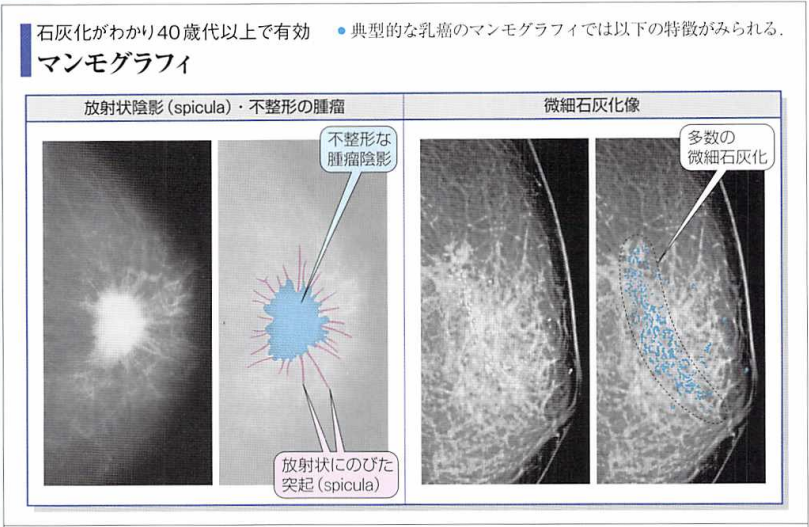 石灰化がわかり40歳代以上で有効
マンモグラフィ
● 典型的な乳癌のマンモグラフィでは以下の特徴がみられる.
放射状陰影(spicula)・不整形の腫瘤
微細石灰化像
不整形な
腫瘤陰影
多数の
微細石灰化
放射状にのびた
突起(spicula)